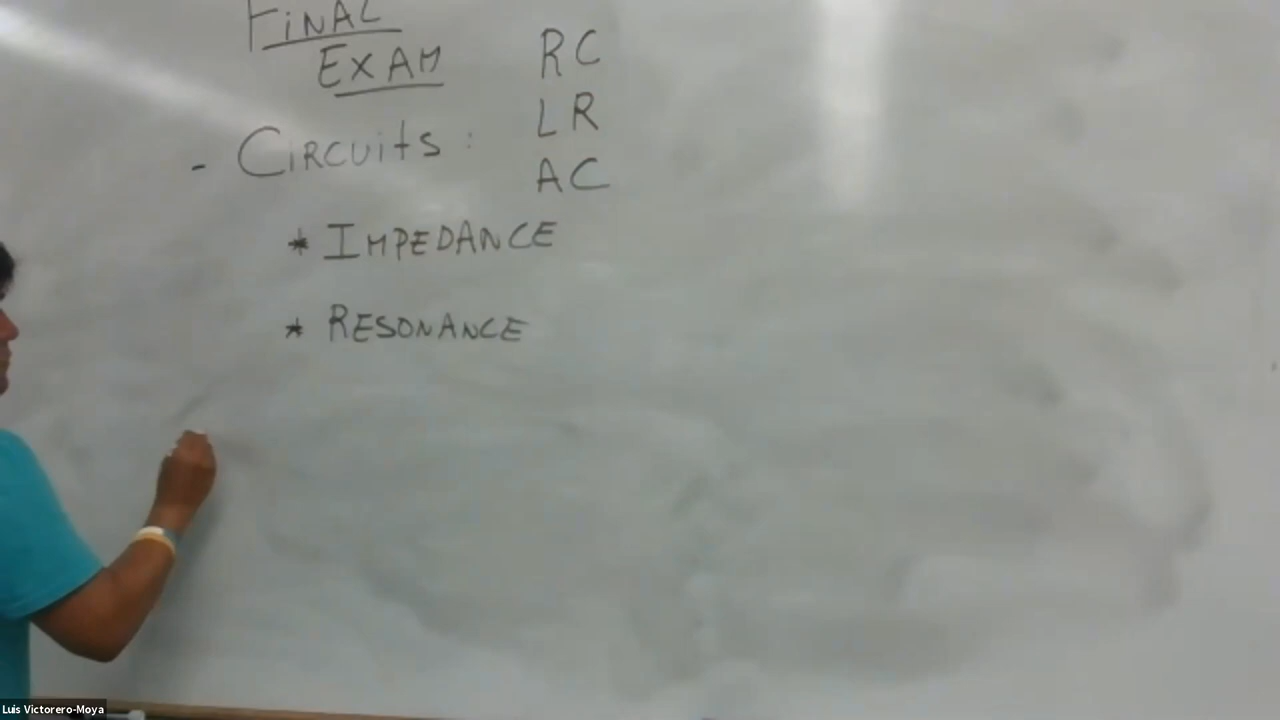 FINAL
EXAM
- CIRCUITS: RC
LR
AC
* IMPEDANCE
* RESONANCE
Luis Victorero-Moya